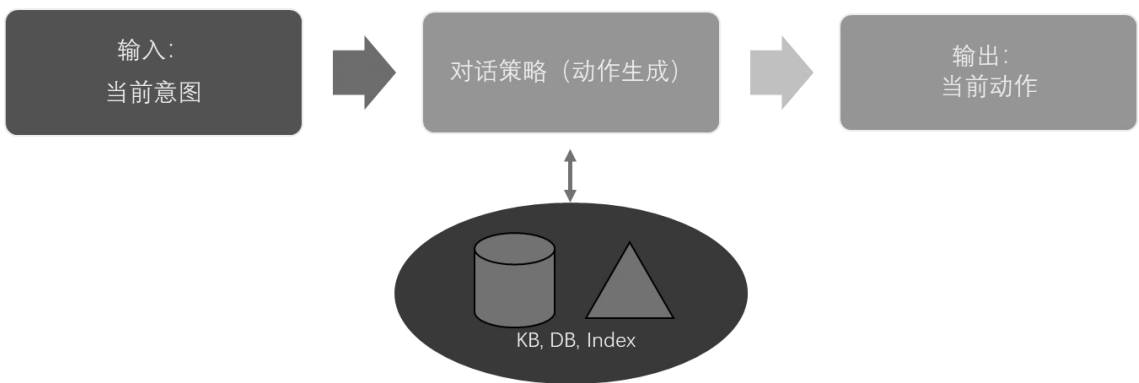 输入：
当前意图
对话策略（动作生成）
输出：
当前动作
KB, DB, Index